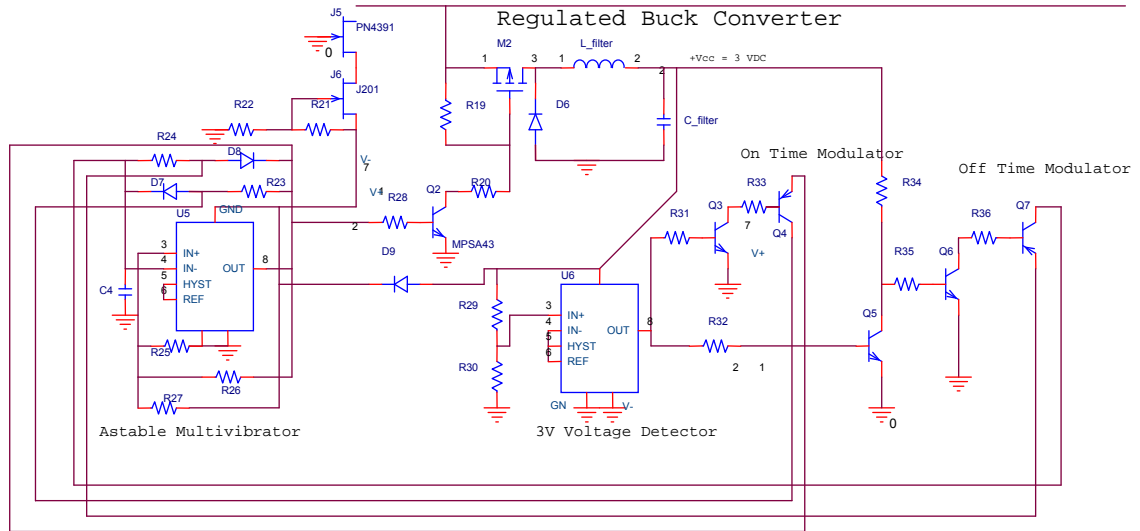 Regulated Buck Converter
J5
PN4391
0
J6
J201
R22
R21
M2
1
3
1
L_filter
2
+Vcc = 3 VDC
2
R19
D6
C_filter
R24
D8
V-
7
On Time Modulator
Off Time Modulator
D7
R23
R28
2
Q2
R20
MPSA43
R33
7
Q4
V+
R34
R36
Q7
U5
GND
3
IN+
4
IN-
5
HYST
6
REF
OUT
8
C4
D9
R31
Q3
R35
Q6
U6
3
IN+
4
IN-
5
HYST
6
REF
OUT
8
R29
R30
R32
2
1
Q5
R25
R26
R27
GN
V-
0
Astable Multivibrator
3V Voltage Detector